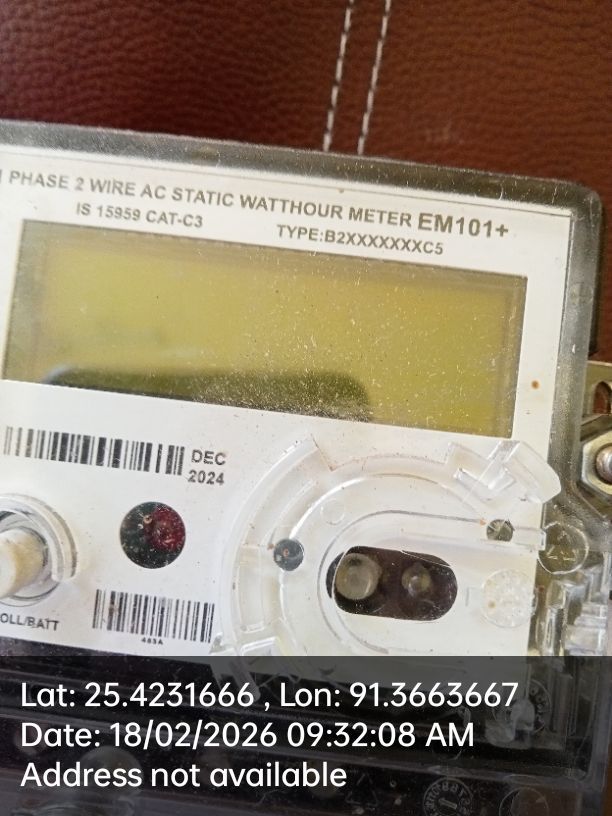 PHASE 2 WIRE AC STATIC WATTHOUR METER EM101+
IS 15959 CAT-C3
TYPE:B2XXXXXXXC5
DEC
2024
OLL/BATT
483A
Lat: 25.4231666 , Lon: 91.3663667
Date: 18/02/2026 09:32:08 AM
Address not available